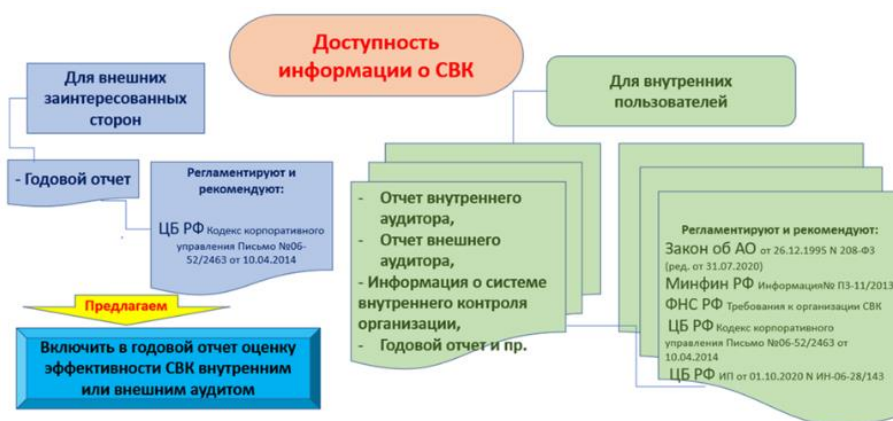 Доступность
информации о СВК
Для внешних
заинтересованных
сторон
- Годовой отчет
Регламентируют и
рекомендуют:
ЦБ РФ Кодекс корпоративного
управления Письмо №06-
52/2463 от 10.04.2014
Предлагаем
Включить в годовой отчет оценку
эффективности СВК внутренним
или внешним аудитом
Для внутренних
пользователей
- Отчет внутреннего
аудитора,
- Отчет внешнего
аудитора,
- Информация о системе
внутреннего контроля
организации,
- Годовой отчет и пр.
Регламентируют и рекомендуют:
Закон об АО от 26.12.1995 N 208-ФЗ
(ред. от 31.07.2020)
Минфин РФ Информация№ ПЗ-11/2013
ФНС РФ Требования к организации СВК
ЦБ РФ Кодекс корпоративного
управления Письмо №06-52/2463 от
10.04.2014
ЦБ РФ ИП от 01.10.2020 N ИН-06-28/143